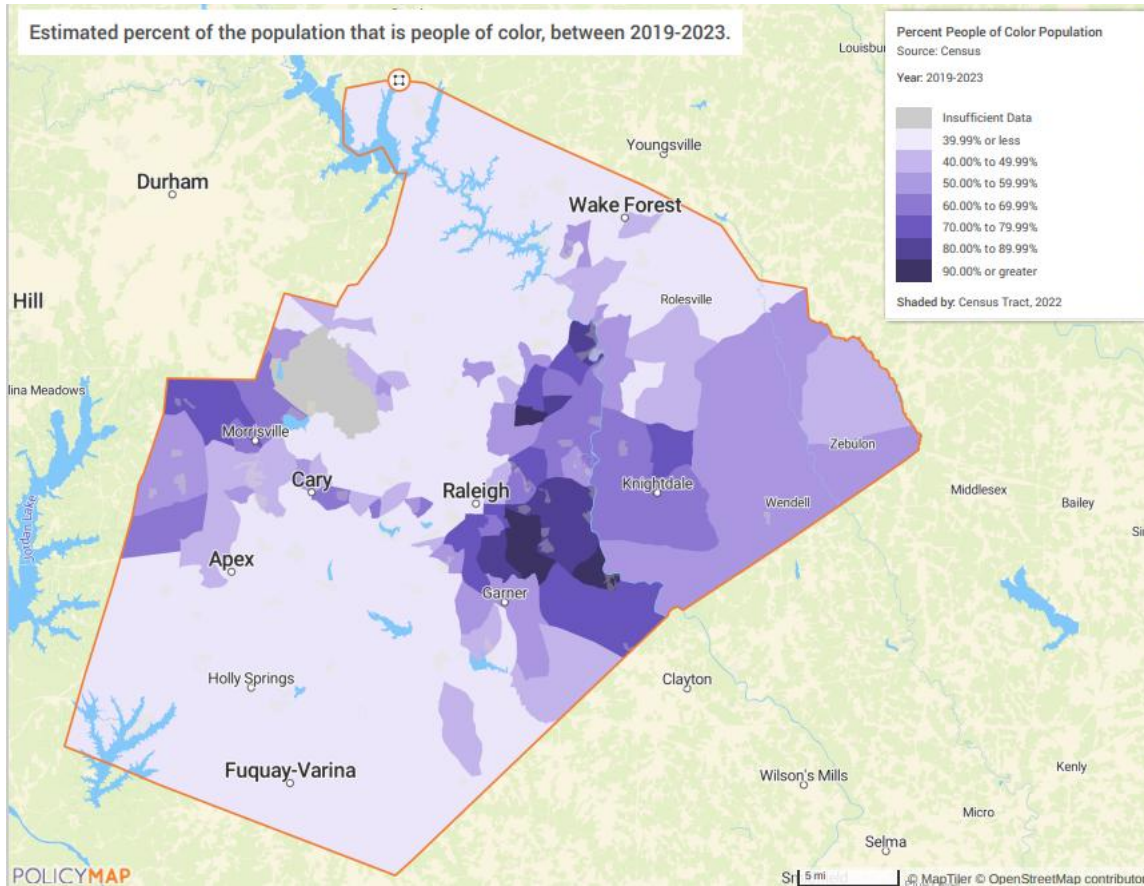 Estimated percent of the population that is people of color, between 2019-2023.
Percent People of Color Population
Source: Census
Year: 2019-2023
Insufficient Data
39.99% or less
40.00% to 49.99%
50.00% to 59.99%
60.00% to 69.99%
70.00% to 79.99%
80.00% to 89.99%
90.00% or greater
Shaded by: Census Tract, 2022
Louisbu
Youngsville
Durham
Wake Forest
Hill
Rolesville
lina Meadows
Morrisville
Zebulon
Cary
Raleigh
Knightdale
Middlesex
Wendell
Bailey
Jordan Lake
Apex
Garner
Holly Springs
Clayton
Fuquay-Varina
Wilson's Mills
Kenly
Micro
Selma
POLICYMAP
5 mi
© MapTiler © OpenStreetMap contributor